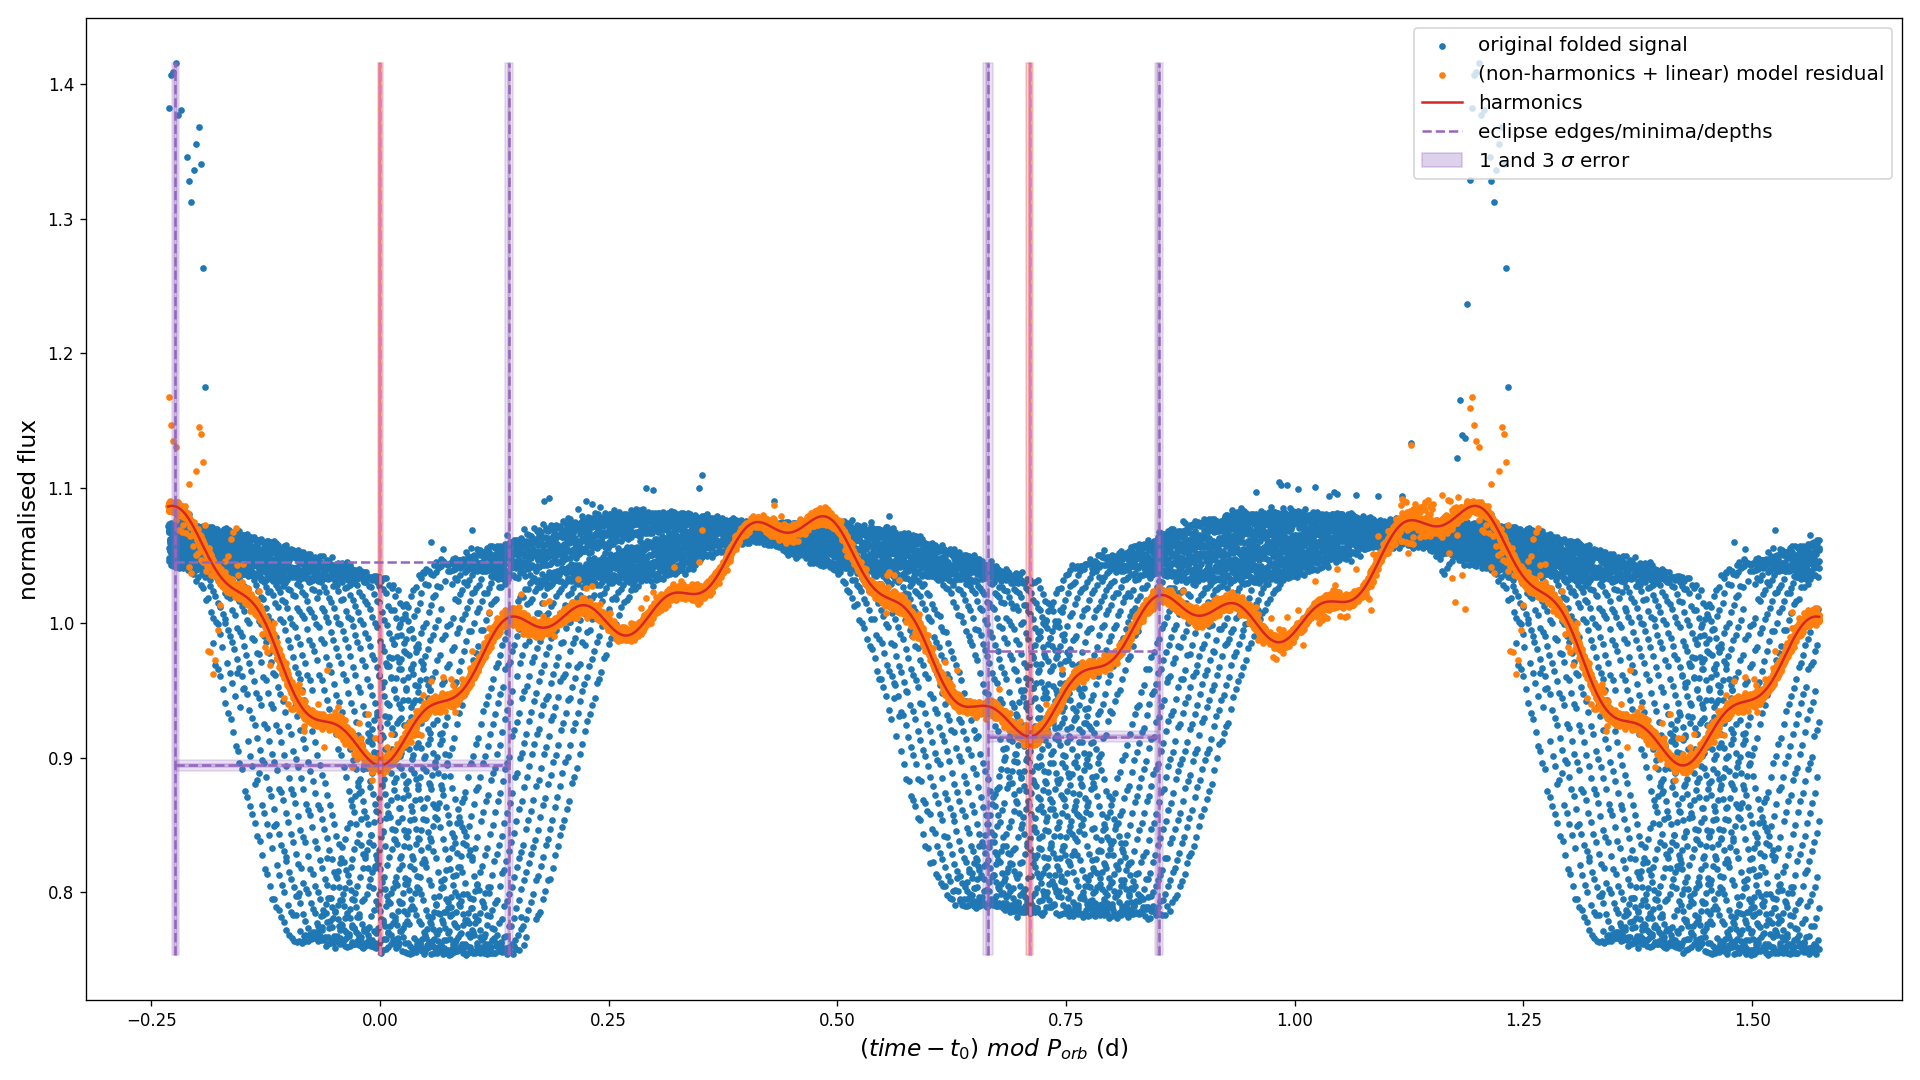 original folded signal
(non-harmonics + linear) model residual
harmonics
eclipse edges/minima/depths
1 and 3 σ error
normalised flux
1.4
1.3
1.2
1.1
1.0
0.9
0.8
−0.25 0.00 0.25 0.50 0.75 1.00 1.25 1.50
(time − t₀) mod Pₒᵣb (d)